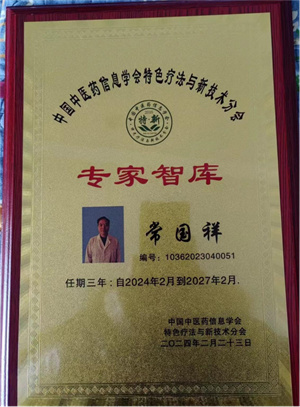 中国中医药信息学会特色疗法与新技术分会
特·新
专家智库
常国祥
编号:10362023040051
任期三年:自2024年2月到2027年2月.
中国中医药信息学会
特色疗法与新技术分会
二〇二四年二月二十三日